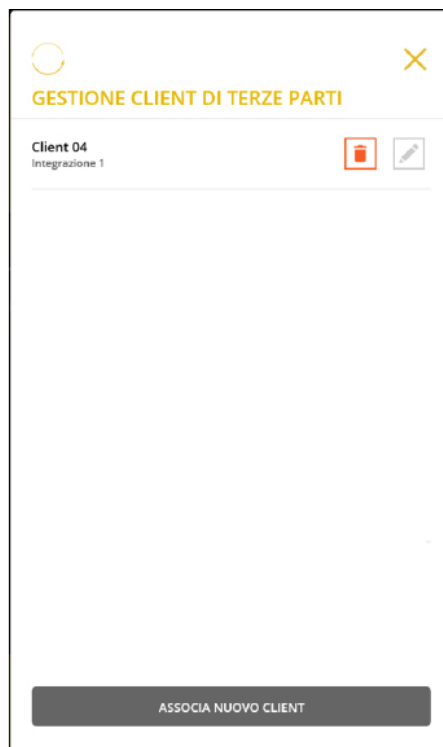 GESTIONE CLIENT DI TERZE PARTI
Client 04
Integrazione 1
ASSOCIA NUOVO CLIENT